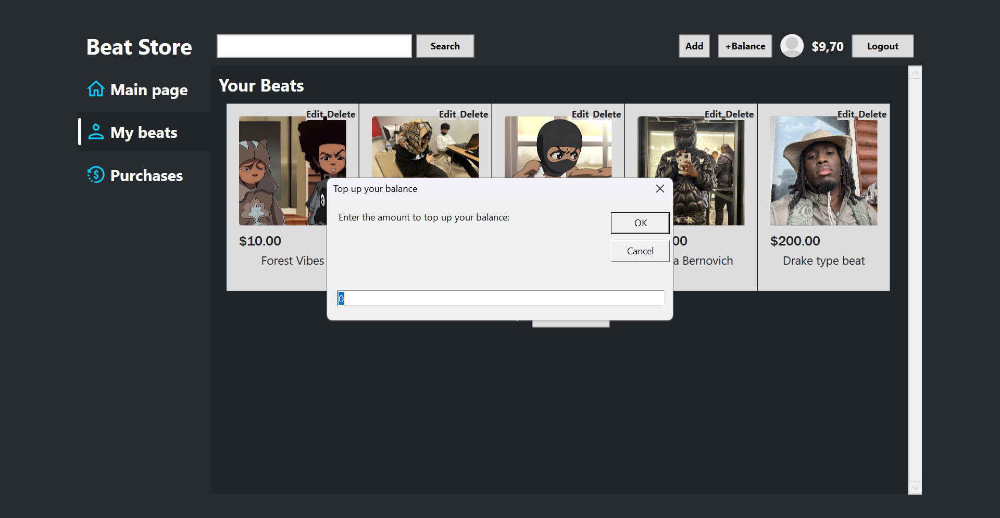 Beat Store
Search
Add
+Balance
$9,70
Logout
Main page
My beats
Purchases
Your Beats
Edit Delete
Edit Delete
Edit Delete
Edit Delete
Edit Delete
Top up your balance
Enter the amount to top up your balance:
OK
Cancel
0
$10.00
Forest Vibes
00
a Bernovich
$200.00
Drake type beat